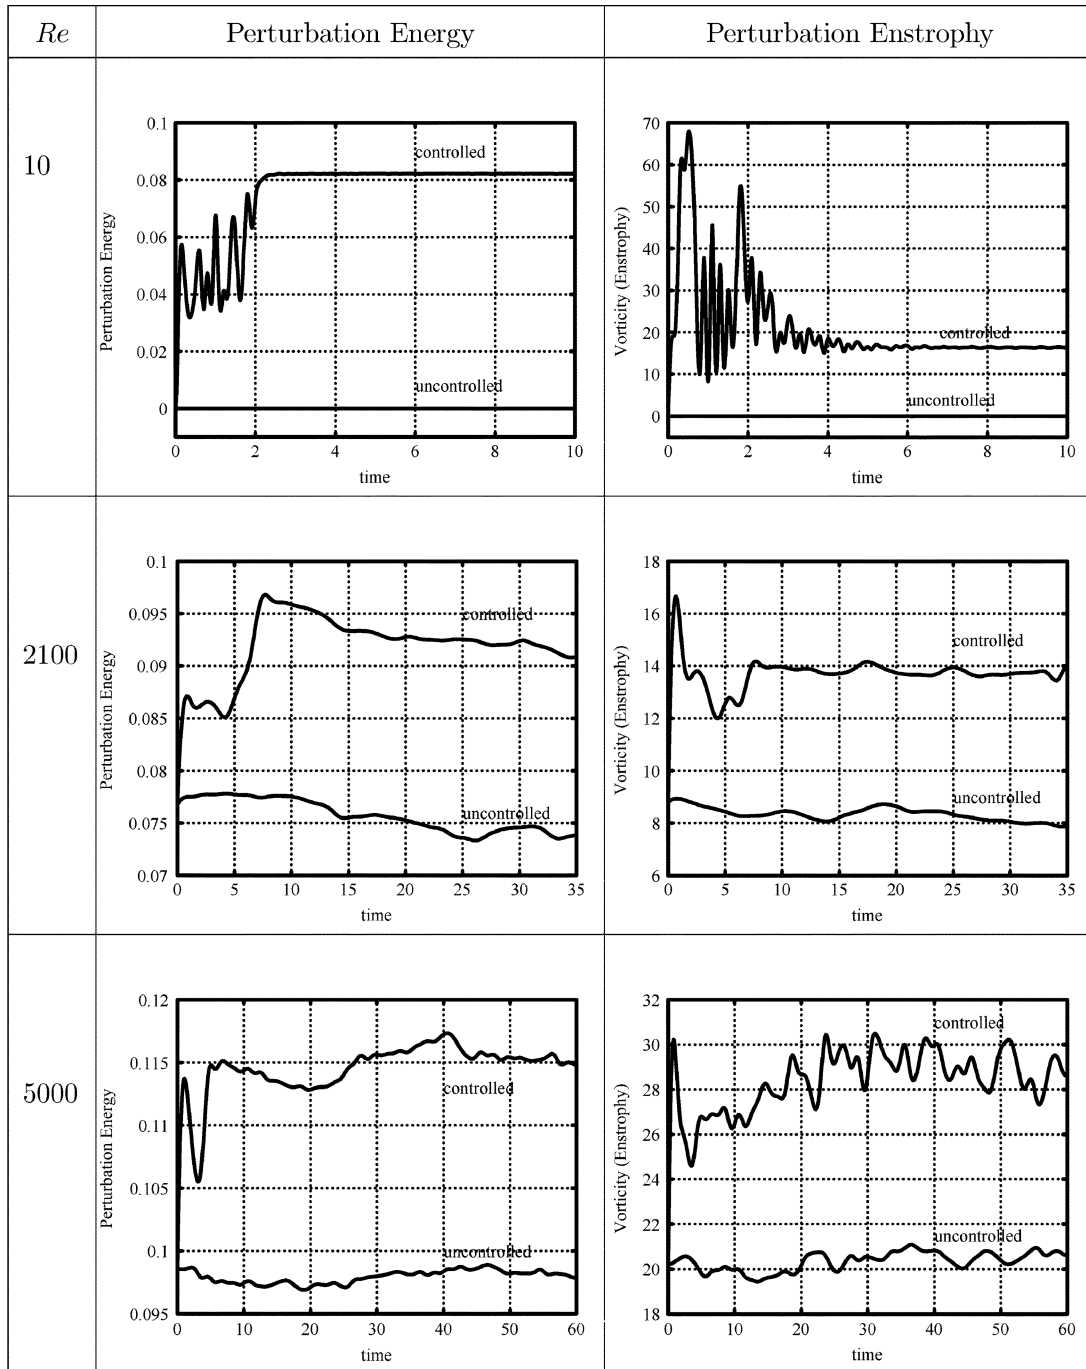 Re Perturbation Energy Perturbation Enstrophy
10
Perturbation Energy
0.1
0.08
0.06
0.04
0.02
0
controlled
uncontrolled
0 2 4 6 8 10
time
Vorticity (Enstrophy)
70
60
50
40
30
20
10
0
controlled
uncontrolled
0 2 4 6 8 10
time
2100
Perturbation Energy
0.1
0.095
0.09
0.085
0.08
0.075
0.07
controlled
uncontrolled
0 5 10 15 20 25 30 35
time
Vorticity (Enstrophy)
18
16
14
12
10
8
6
controlled
uncontrolled
0 5 10 15 20 25 30 35
time
5000
Perturbation Energy
0.12
0.115
0.11
0.105
0.1
0.095
controlled
uncontrolled
0 10 20 30 40 50 60
time
Vorticity (Enstrophy)
32
30
28
26
24
22
20
18
controlled
uncontrolled
0 10 20 30 40 50 60
time